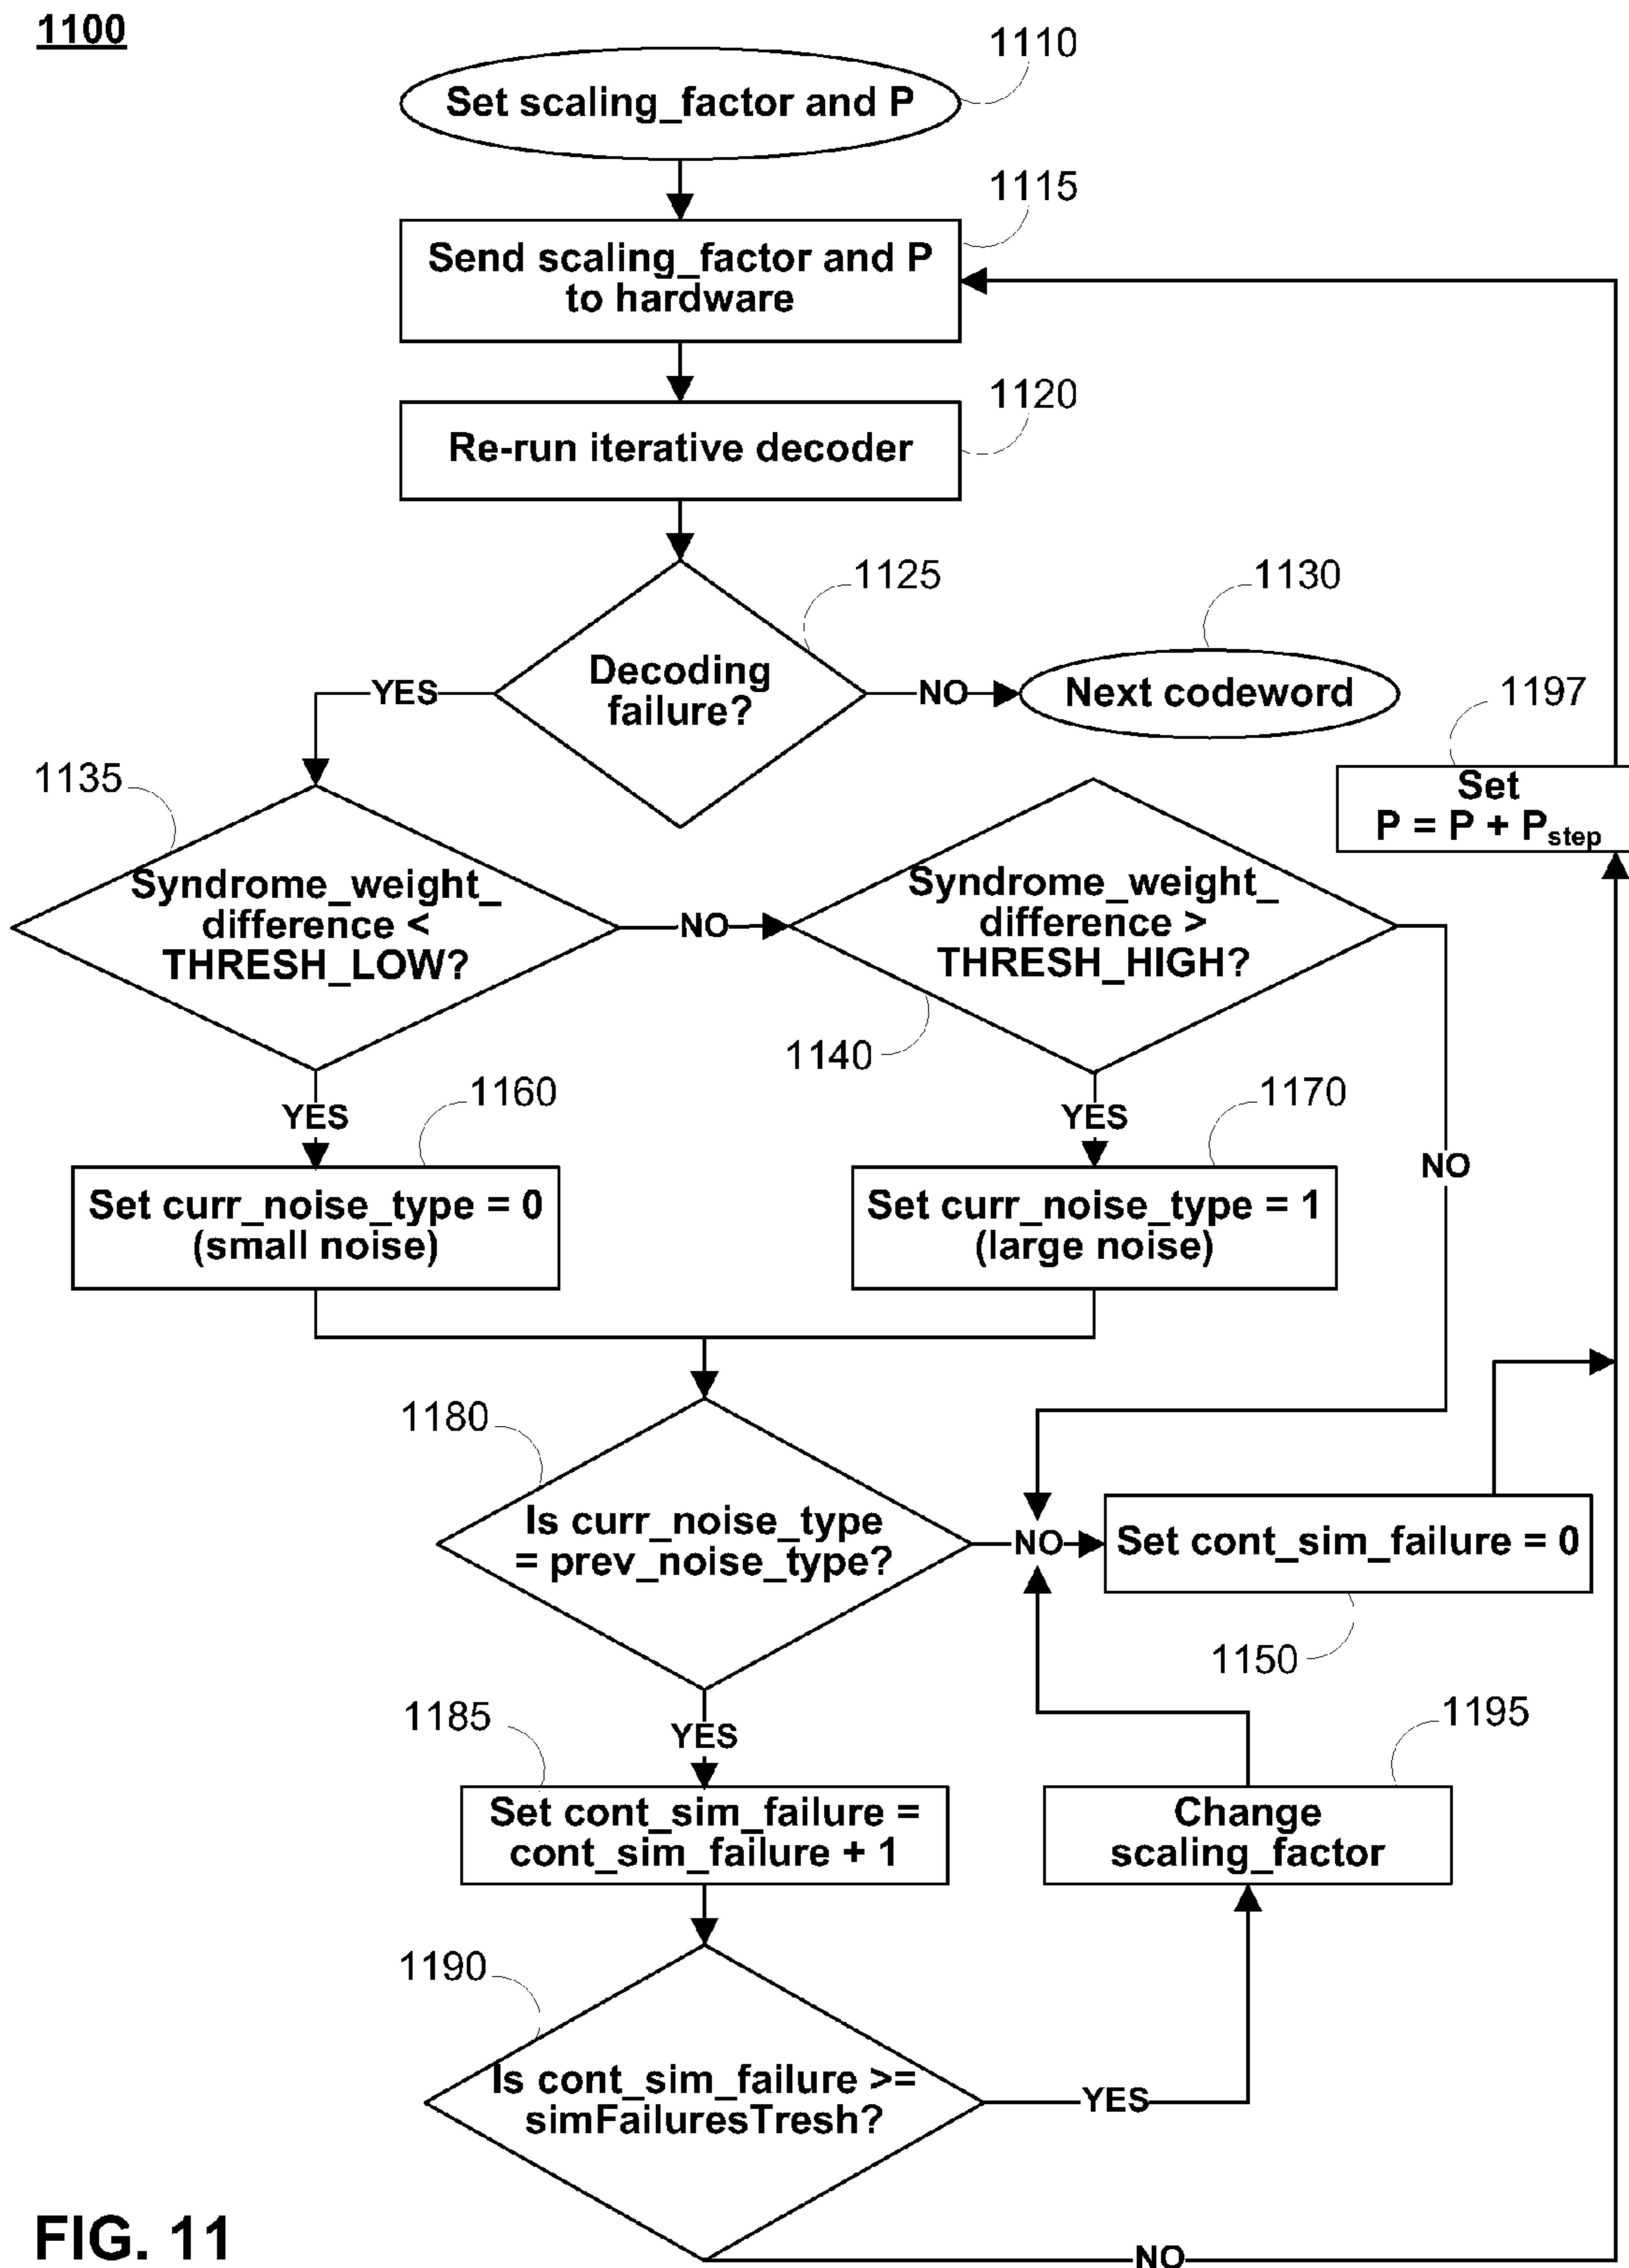 1100
1110
Set scaling_factor and P
1115
Send scaling_factor and P
to hardware
1120
Re-run iterative decoder
1125
1130
Decoding
failure?
YES
NO
Next codeword
1197
Set
P = P + Pstep
1135
Syndrome_weight_
difference <
THRESH_LOW?
NO
Syndrome_weight_
difference >
THRESH_HIGH?
1140
YES
1160
YES
1170
NO
Set curr_noise_type = 0
(small noise)
Set curr_noise_type = 1
(large noise)
1180
Is curr_noise_type
= prev_noise_type?
NO
Set cont_sim_failure = 0
1150
1185
YES
1195
Set cont_sim_failure =
cont_sim_failure + 1
Change
scaling_factor
1190
Is cont_sim_failure >=
simFailuresTresh?
YES
NO
FIG. 11